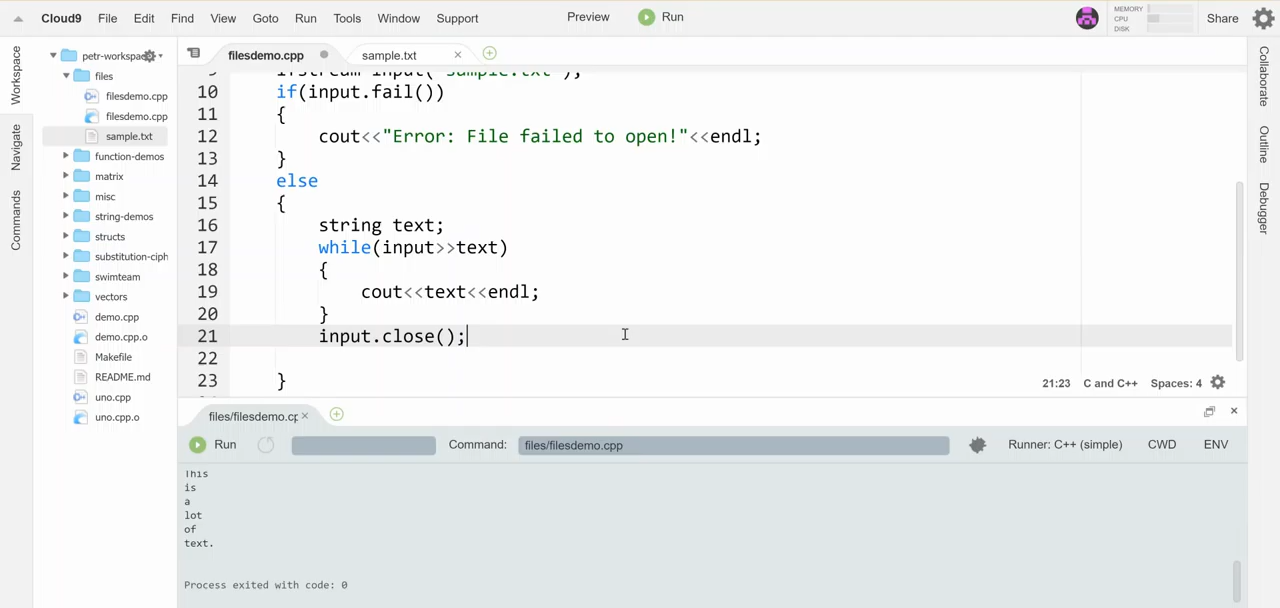 Cloud9 File Edit Find View Goto Run Tools Window Support Preview Run MEMORY CPU DISK Share
Workspace
Navigate
Commands
petr-workspac
files
filesdemo.cpp
filesdemo.cpp
sample.txt
function-demos
matrix
misc
string-demos
structs
substitution-ciph
swimteam
vectors
demo.cpp
demo.cpp.o
Makefile
README.md
uno.cpp
uno.cpp.o
filesdemo.cpp sample.txt ×
9 ifstream input("sample.txt");
10 if(input.fail())
11 {
12 cout<<"Error: File failed to open!"<<endl;
13 }
14 else
15 {
16 string text;
17 while(input>>text)
18 {
19 cout<<text<<endl;
20 }
21 input.close();
22
23 }
21:23 C and C++ Spaces: 4
Collaborate
Outline
Debugger
files/filesdemo.cp ×
Run Command: files/filesdemo.cpp Runner: C++ (simple) CWD ENV
This
is
a
lot
of
text.
Process exited with code: 0